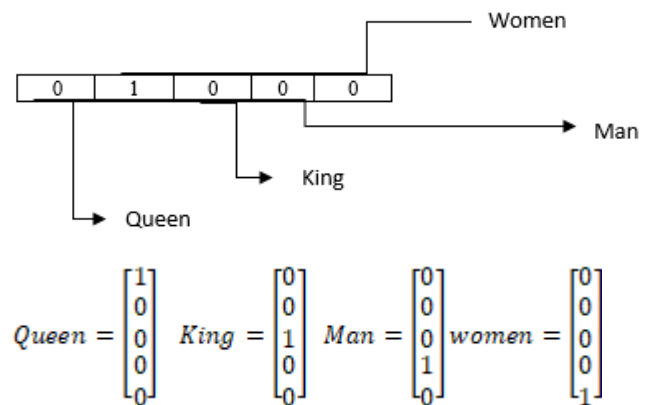 Women
0 1 0 0 0
Man
King
Queen
Queen = [1 0 0 0 0] King = [0 0 1 0 0] Man = [0 0 0 1 0] women = [0 0 0 0 1]